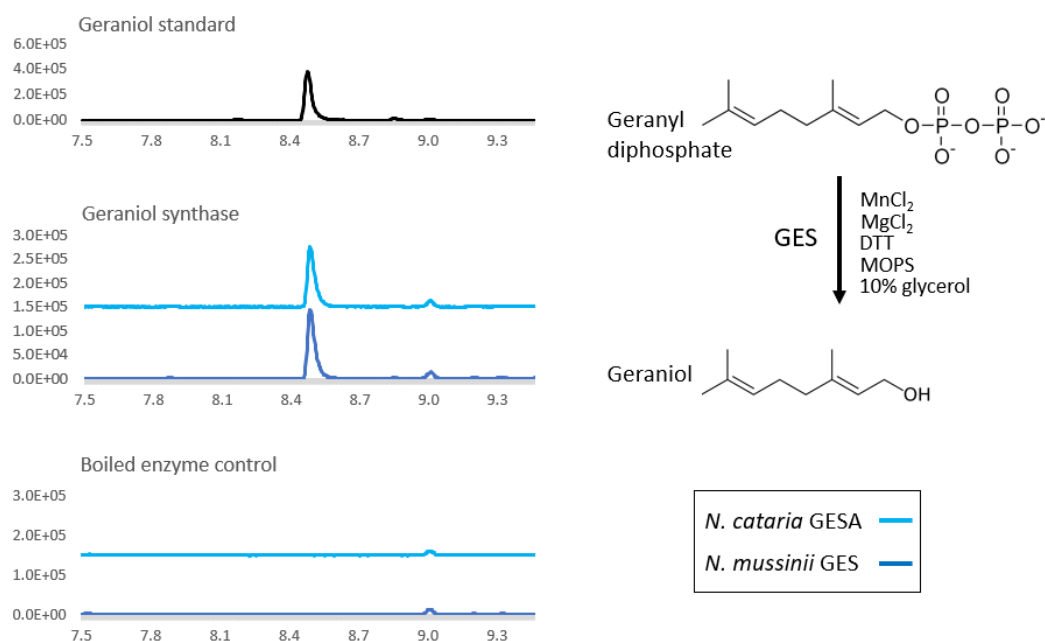 Geraniol standard
6.0E+05
4.0E+05
2.0E+05
0.0E+00
7.5 7.8 8.1 8.4 8.7 9.0 9.3
Geraniol synthase
3.0E+05
2.5E+05
2.0E+05
1.5E+05
1.0E+05
5.0E+04
0.0E+00
7.5 7.8 8.1 8.4 8.7 9.0 9.3
Boiled enzyme control
3.0E+05
2.0E+05
1.0E+05
0.0E+00
7.5 7.8 8.1 8.4 8.7 9.0 9.3
Geranyl
diphosphate
O O
O P O P O⁻
O⁻ O⁻
GES
MnCl₂
MgCl₂
DTT
MOPS
10% glycerol
Geraniol
OH
N. cataria GESA
N. mussinii GES